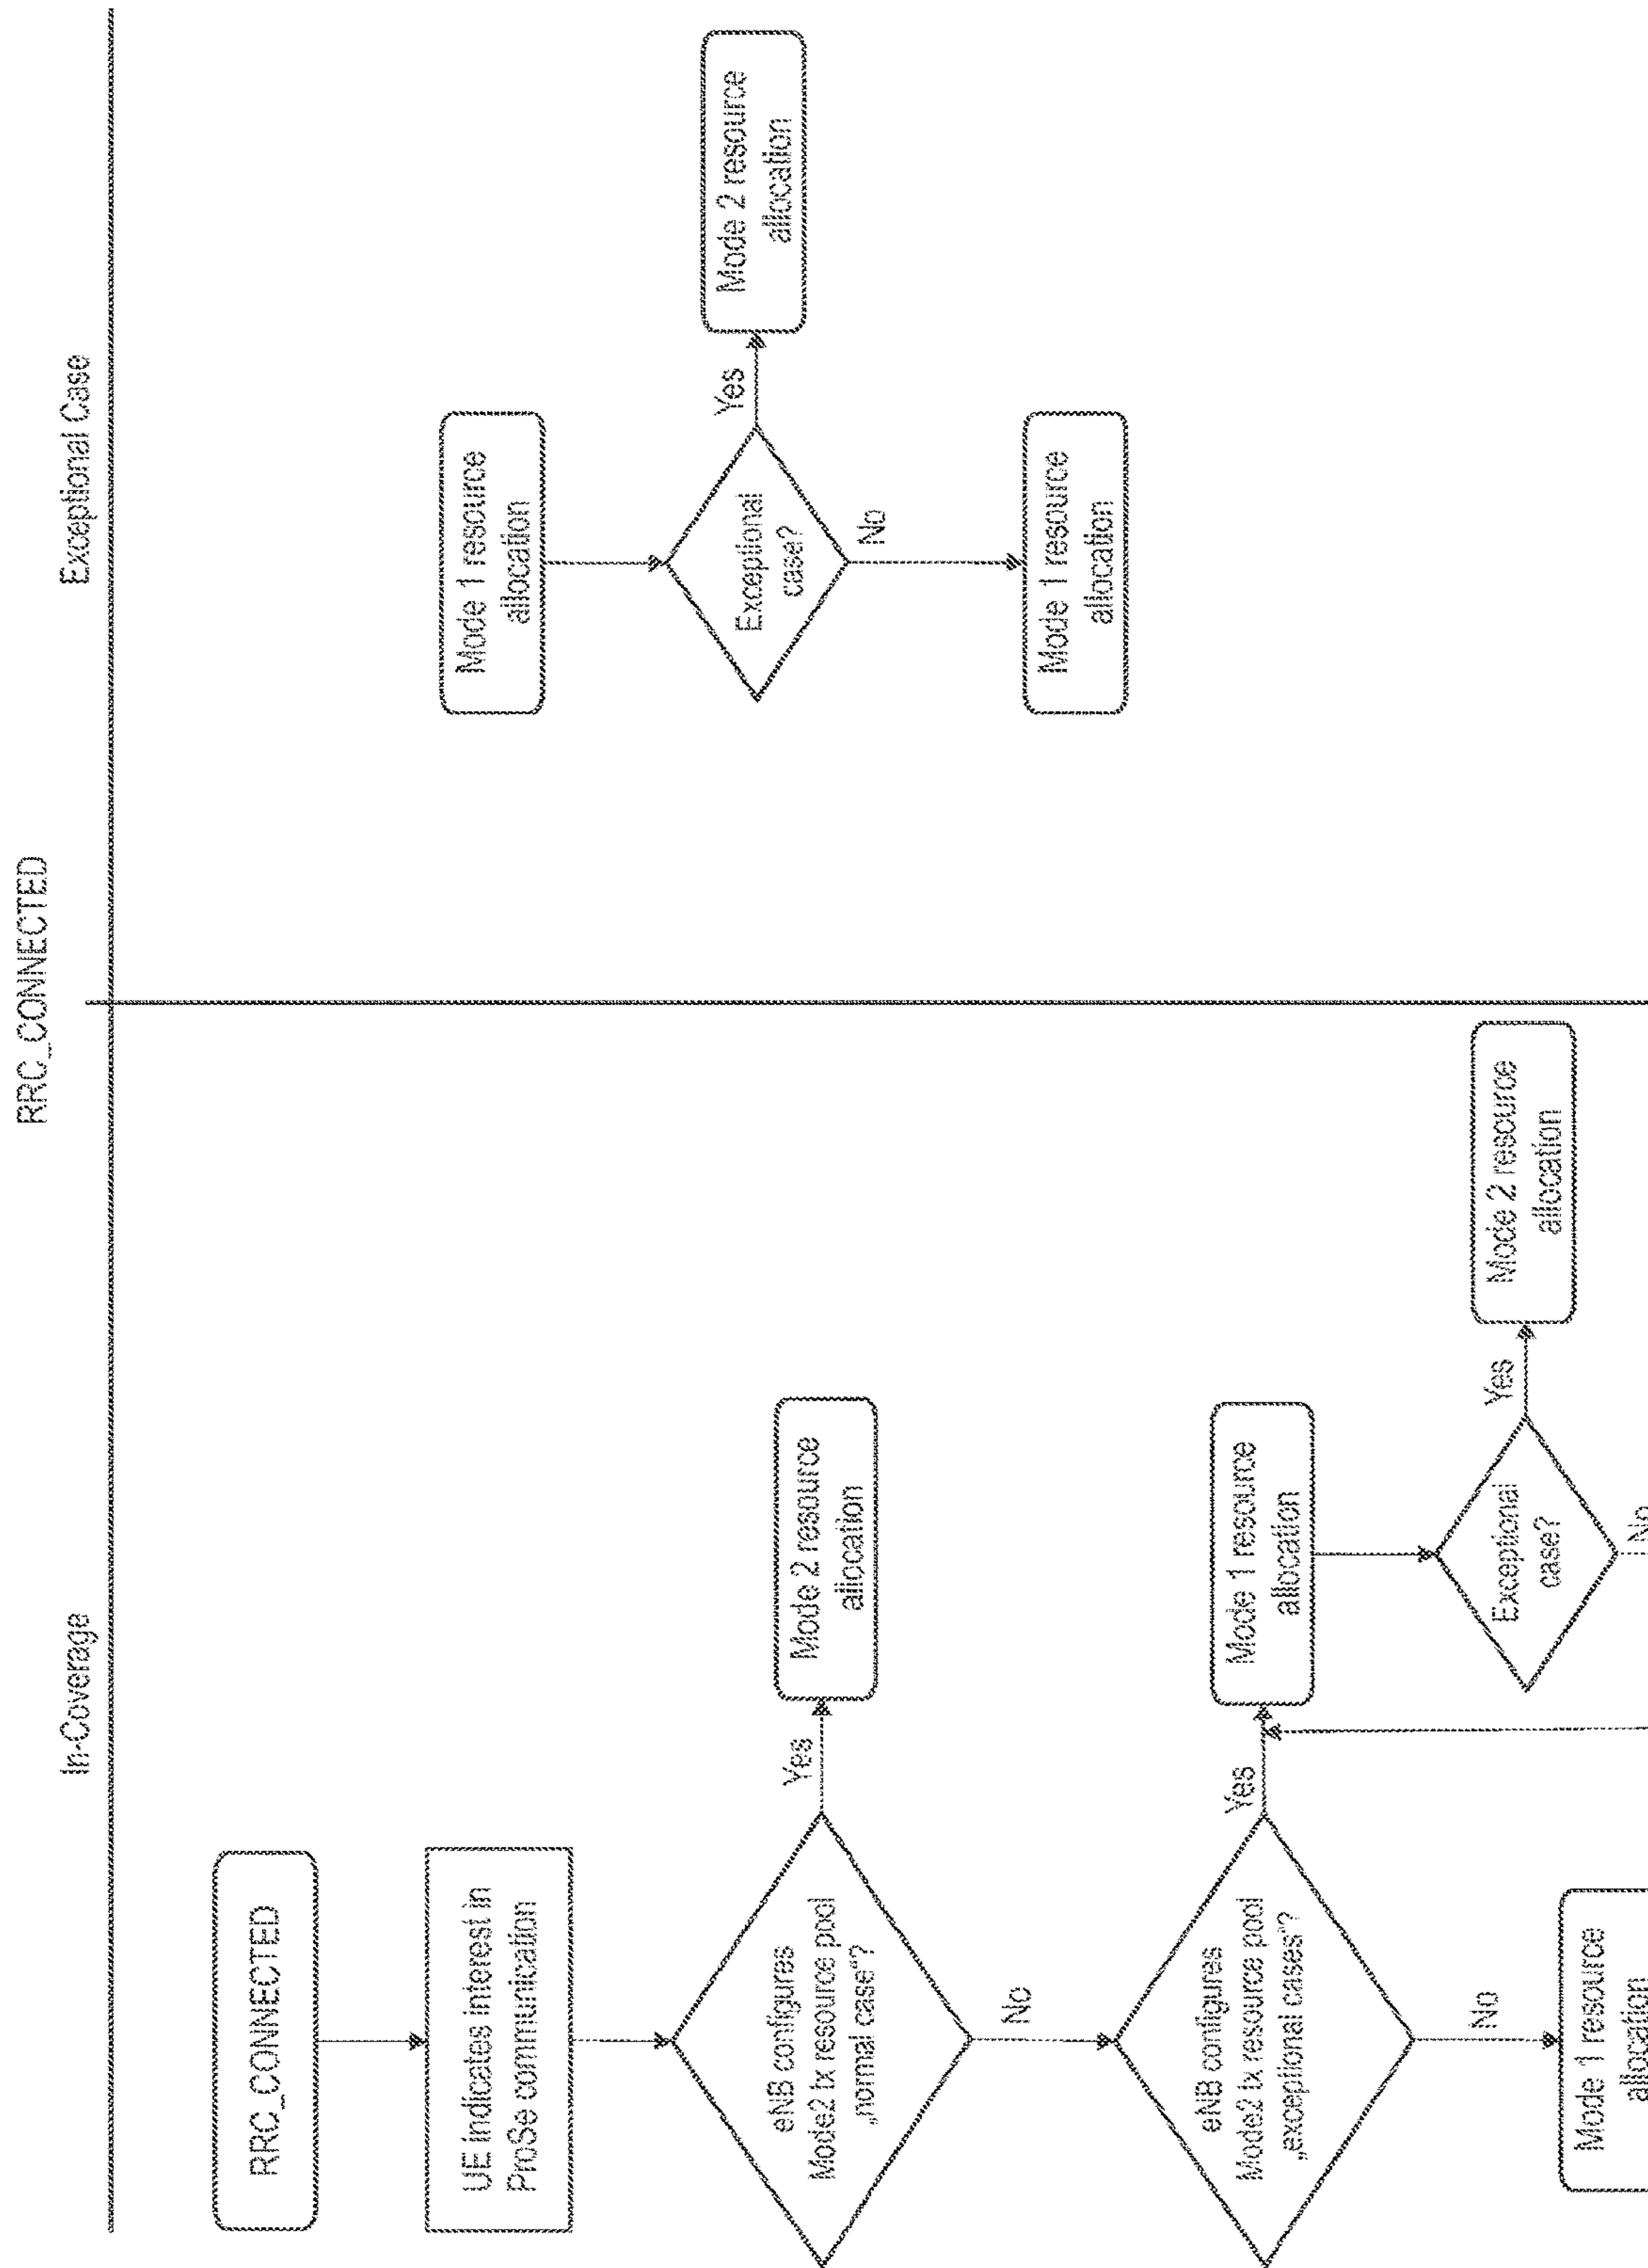 RRC_CONNECTED
In-Coverage
Exceptional Case
RRC_CONNECTED
UE indicates interest in
ProSe communication
eNB configures
Mode2 tx resource pool
„normal case“?
Yes
Mode 2 resource
allocation
No
eNB configures
Mode2 tx resource pool
„exceptional cases“?
Yes
Mode 1 resource
allocation
Exceptional
case?
Yes
Mode 2 resource
allocation
No
No
Mode 1 resource
allocation
Mode 1 resource
allocation
Exceptional
case?
Yes
Mode 2 resource
allocation
No
Mode 1 resource
allocation